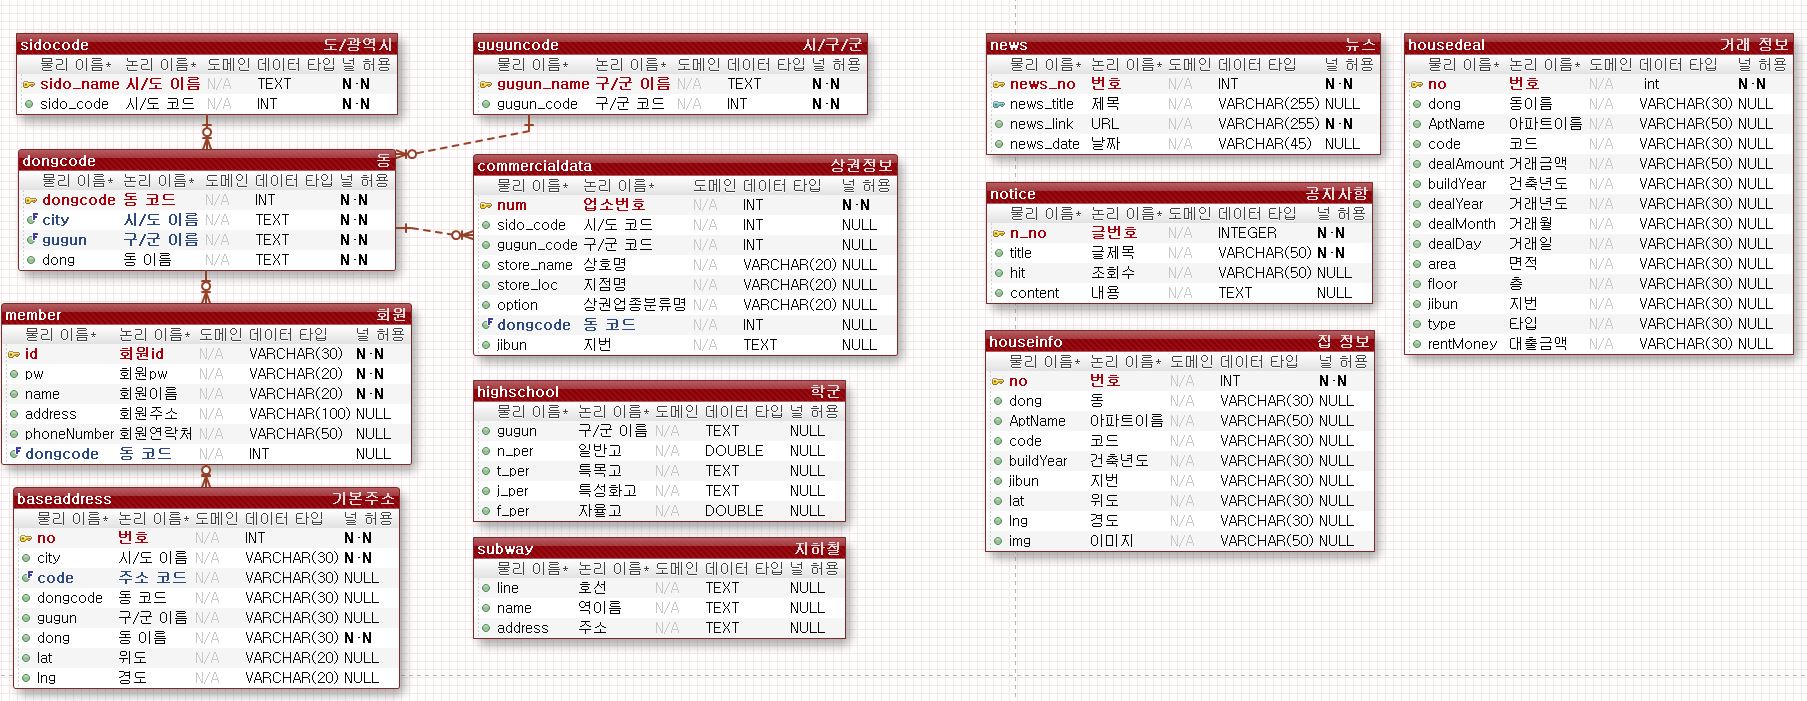 sidocode 도/광역시
물리 이름* 논리 이름* 도메인 데이터 타입 널 허용
sido_name 시/도 이름 N/A TEXT N-N
sido_code 시/도 코드 N/A INT N-N
guguncode 시/구/군
물리 이름* 논리 이름* 도메인 데이터 타입 널 허용
gugun_name 구/군 이름 N/A TEXT N-N
gugun_code 구/군 코드 N/A INT N-N
dongcode 동
물리 이름* 논리 이름* 도메인 데이터 타입 널 허용
dongcode 동 코드 N/A INT N-N
city 시/도 이름 N/A TEXT N-N
gugun 구/군 이름 N/A TEXT N-N
dong 동 이름 N/A TEXT N-N
commercialdata 상권정보
물리 이름* 논리 이름* 도메인 데이터 타입 널 허용
num 업소번호 N/A INT N-N
sido_code 시/도 코드 N/A INT NULL
gugun_code 구/군 코드 N/A INT NULL
store_name 상호명 N/A VARCHAR(20) NULL
store_loc 지점명 N/A VARCHAR(20) NULL
option 상권업종분류명 N/A VARCHAR(20) NULL
dongcode 동 코드 N/A INT NULL
jibun 지번 N/A TEXT NULL
member 회원
물리 이름* 논리 이름* 도메인 데이터 타입 널 허용
id 회원id N/A VARCHAR(30) N-N
pw 회원pw N/A VARCHAR(20) N-N
name 회원이름 N/A VARCHAR(20) N-N
address 회원주소 N/A VARCHAR(100) NULL
phoneNumber 회원연락처 N/A VARCHAR(50) NULL
dongcode 동 코드 N/A INT NULL
highschool 학군
물리 이름* 논리 이름* 도메인 데이터 타입 널 허용
gugun 구/군 이름 N/A TEXT NULL
n_per 일반고 N/A DOUBLE NULL
t_per 특목고 N/A TEXT NULL
j_per 특성화고 N/A TEXT NULL
f_per 자율고 N/A DOUBLE NULL
baseaddress 기본주소
물리 이름* 논리 이름* 도메인 데이터 타입 널 허용
no 번호 N/A INT N-N
city 시/도 이름 N/A VARCHAR(30) N-N
code 주소 코드 N/A VARCHAR(30) NULL
dongcode 동 코드 N/A VARCHAR(30) NULL
gugun 구/군 이름 N/A VARCHAR(30) NULL
dong 동 이름 N/A VARCHAR(30) N-N
lat 위도 N/A VARCHAR(20) NULL
lng 경도 N/A VARCHAR(20) NULL
subway 지하철
물리 이름* 논리 이름* 도메인 데이터 타입 널 허용
line 호선 N/A TEXT NULL
name 역이름 N/A TEXT NULL
address 주소 N/A TEXT NULL
news 뉴스
물리 이름* 논리 이름* 도메인 데이터 타입 널 허용
news_no 번호 N/A INT N-N
news_title 제목 N/A VARCHAR(255) NULL
news_link URL N/A VARCHAR(255) N-N
news_date 날짜 N/A VARCHAR(45) NULL
notice 공지사항
물리 이름* 논리 이름* 도메인 데이터 타입 널 허용
n_no 글번호 N/A INTEGER N-N
title 글제목 N/A VARCHAR(50) N-N
hit 조회수 N/A VARCHAR(50) NULL
content 내용 N/A TEXT NULL
houseinfo 집 정보
물리 이름* 논리 이름* 도메인 데이터 타입 널 허용
no 번호 N/A INT N-N
dong 동 N/A VARCHAR(30) NULL
AptName 아파트이름 N/A VARCHAR(30) NULL
code 코드 N/A VARCHAR(30) NULL
buildYear 건축년도 N/A VARCHAR(30) NULL
jibun 지번 N/A VARCHAR(30) NULL
lat 위도 N/A VARCHAR(30) NULL
lng 경도 N/A VARCHAR(30) NULL
img 이미지 N/A VARCHAR(50) NULL
housedeal 거래 정보
물리 이름* 논리 이름* 도메인 데이터 타입 널 허용
no 번호 N/A int N-N
dong 동이름 N/A VARCHAR(30) NULL
AptName 아파트이름 N/A VARCHAR(50) NULL
code 코드 N/A VARCHAR(30) NULL
dealAmount 거래금액 N/A VARCHAR(50) NULL
buildYear 건축년도 N/A VARCHAR(30) NULL
dealYear 거래년도 N/A VARCHAR(30) NULL
dealMonth 거래월 N/A VARCHAR(30) NULL
dealDay 거래일 N/A VARCHAR(30) NULL
area 면적 N/A VARCHAR(30) NULL
floor 층 N/A VARCHAR(30) NULL
jibun 지번 N/A VARCHAR(30) NULL
type 타입 N/A VARCHAR(30) NULL
rentMoney 대출금액 N/A VARCHAR(30) NULL